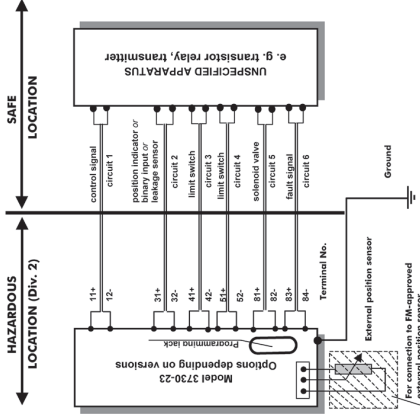 SAFE
LOCATION
UNSPECIFIED APPARATUS
e. g. transistor relay, transmitter
control signal
circuit 1
position indicator or
binary input or
leakage sensor
circuit 2
limit switch
circuit 3
limit switch
circuit 4
solenoid valve
circuit 5
fault signal
circuit 6
Ground
HAZARDOUS
LOCATION (Div. 2)
11+
12-
31+
32-
41+
42-
51+
52-
81+
82-
83+
84-
Terminal No.
Model 3730-23
Options depending on versions
Programming jack
External position sensor
For connection to FM-approved
external position sensor